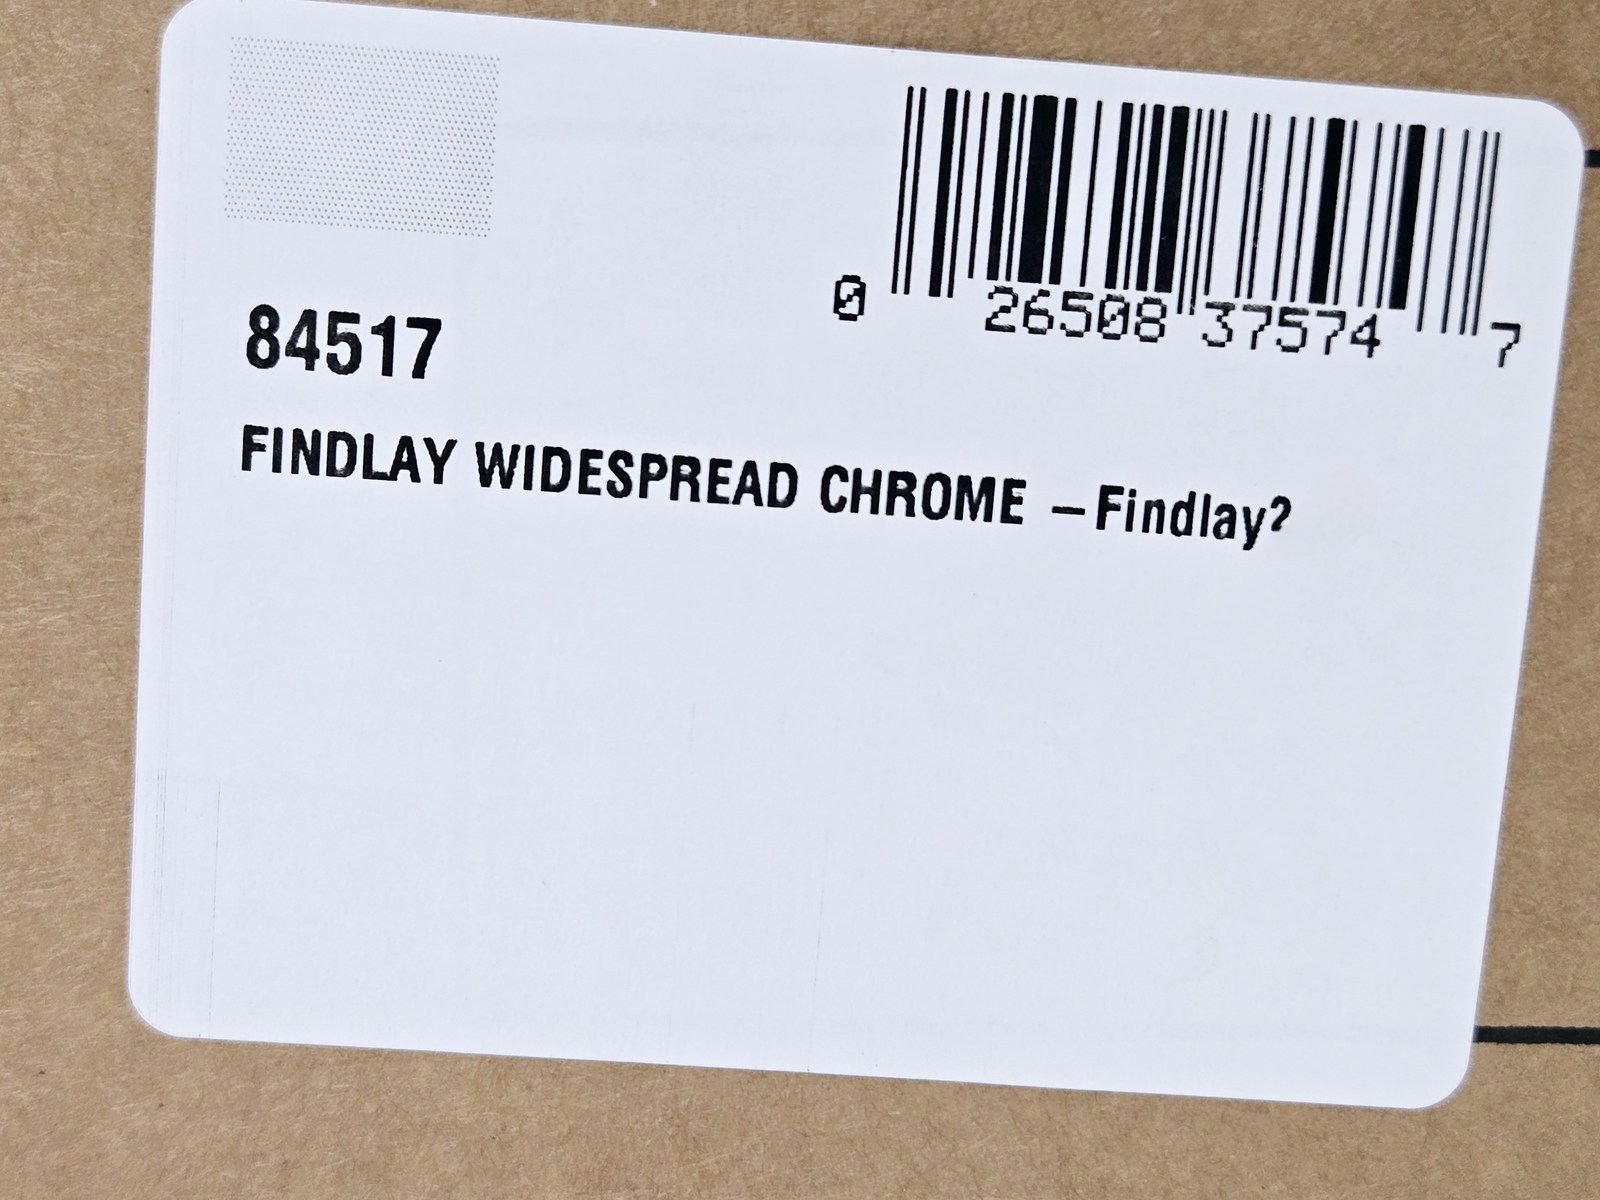 0 26508 37574 7
84517
FINDLAY WIDESPREAD CHROME –Findlay?